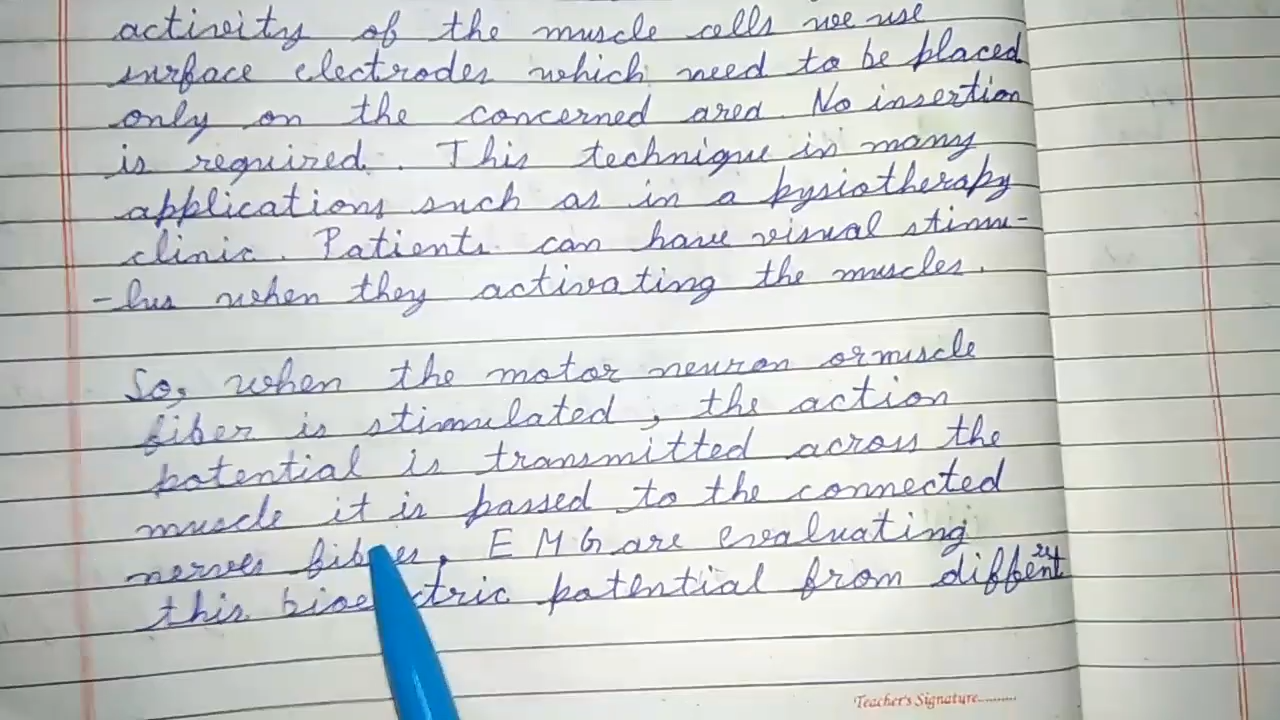 activity of the muscle cells we use
surface electrodes which need to be placed
only on the concerned area. No insertion
is required. This technique in many
applications such as in a pysiotherapy
clinic. Patients can have visual stimu-
-lus when they activating the muscles.
So, when the motor neuron or muscle
fiber is stimulated, the action
potential is transmitted across the
muscle it is passed to the connected
nerves fibres. EMG are evaluating
this bioelectric potential from different
Teacher's Signature..........